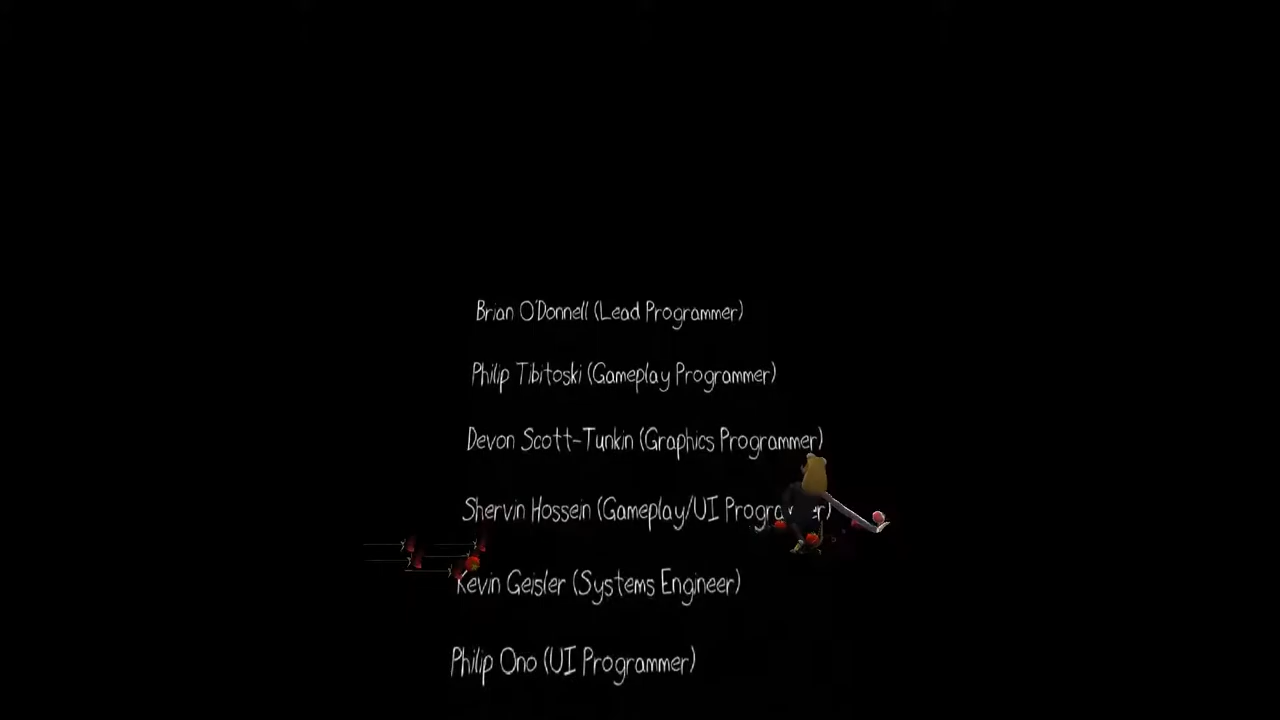 Brian O'Donnell (Lead Programmer)
Philip Tibitoski (Gameplay Programmer)
Devon Scott-Tunkin (Graphics Programmer)
Shervin Hossein (Gameplay/UI Programmer)
Kevin Geisler (Systems Engineer)
Philip Ono (UI Programmer)